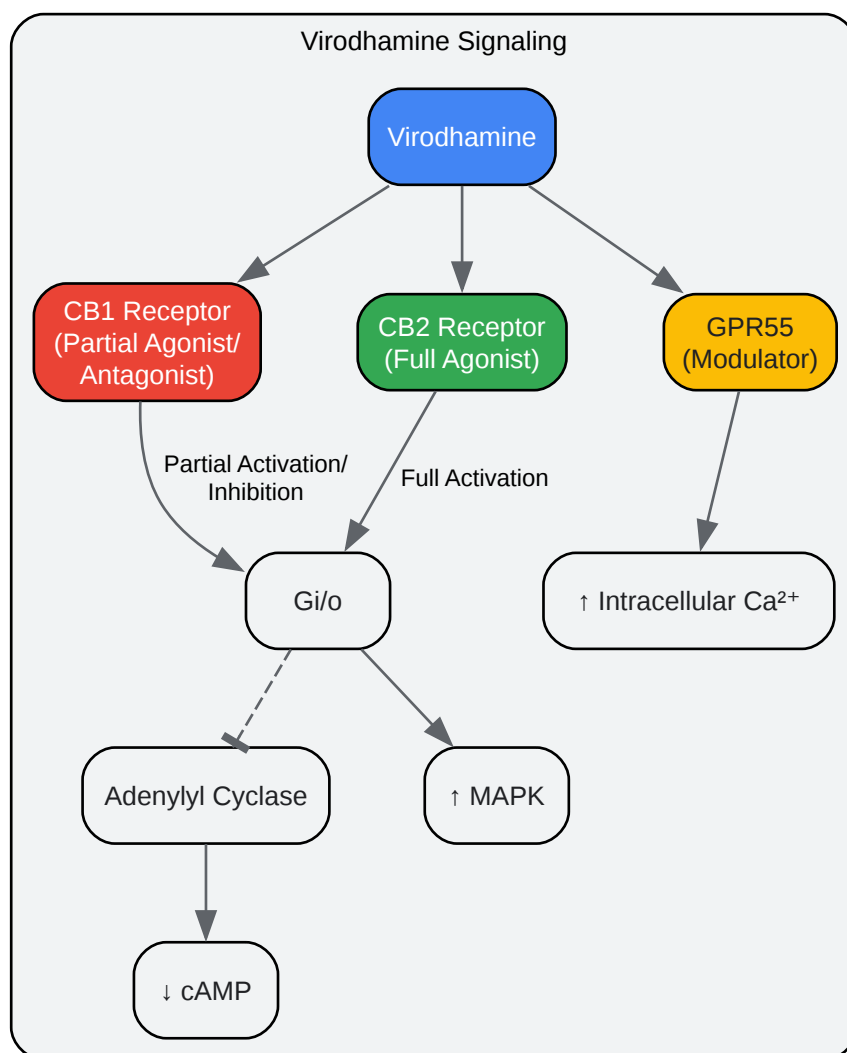 Virodhamine Signaling
Virodhamine
CB1 Receptor
(Partial Agonist/
Antagonist)
CB2 Receptor
(Full Agonist)
GPR55
(Modulator)
Partial Activation/
Inhibition
Full Activation
Gi/o
↑ Intracellular Ca²⁺
Adenylyl Cyclase
↑ MAPK
↓ cAMP